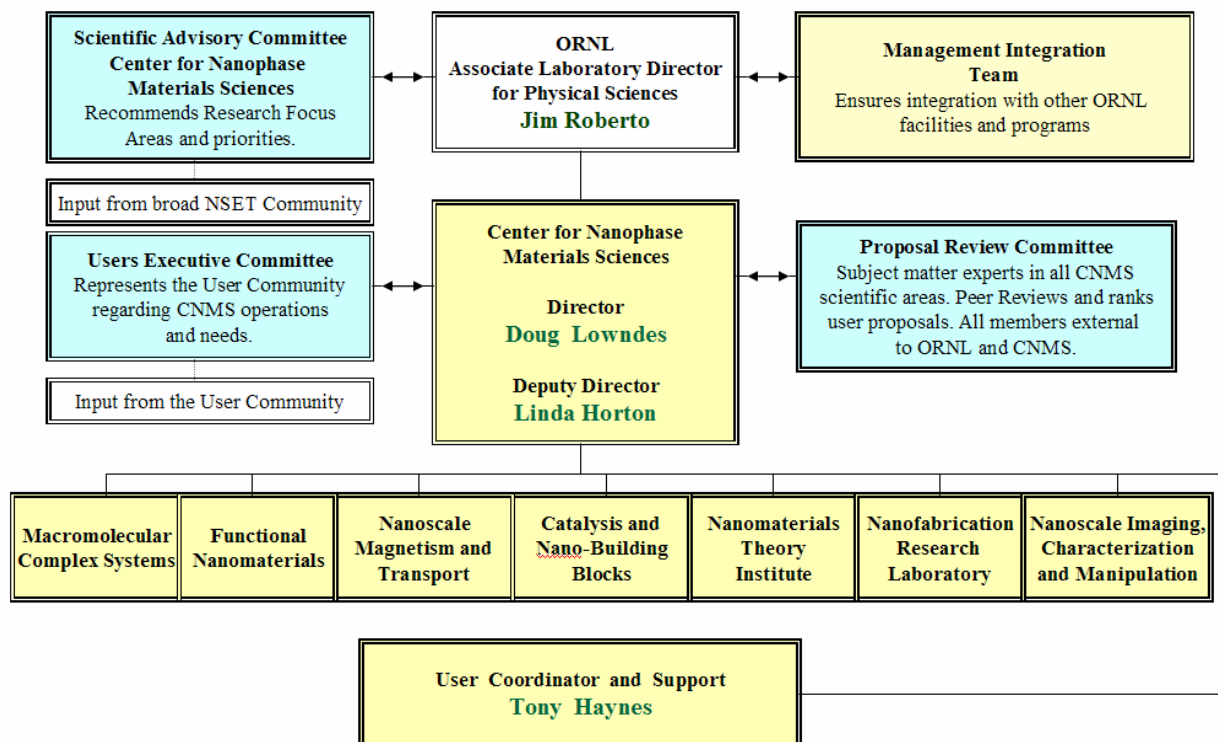 Scientific Advisory Committee
Center for Nanophase
Materials Sciences
Recommends Research Focus
Areas and priorities.
ORNL
Associate Laboratory Director
for Physical Sciences
Jim Roberto
Management Integration
Team
Ensures integration with other ORNL
facilities and programs
Input from broad NSET Community
Users Executive Committee
Represents the User Community
regarding CNMS operations
and needs.
Input from the User Community
Center for Nanophase
Materials Sciences
Director
Doug Lowndes
Deputy Director
Linda Horton
Proposal Review Committee
Subject matter experts in all CNMS
scientific areas. Peer Reviews and ranks
user proposals. All members external
to ORNL and CNMS.
Macromolecular
Complex Systems
Functional
Nanomaterials
Nanoscale
Magnetism and
Transport
Catalysis and
Nano-Building
Blocks
Nanomaterials
Theory
Institute
Nanofabrication
Research
Laboratory
Nanoscale Imaging,
Characterization
and Manipulation
User Coordinator and Support
Tony Haynes